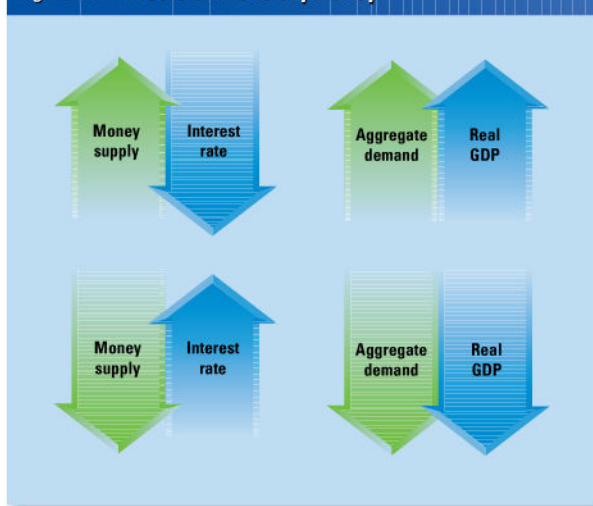 Money
supply
Interest
rate
Aggregate
demand
Real
GDP
Money
supply
Interest
rate
Aggregate
demand
Real
GDP